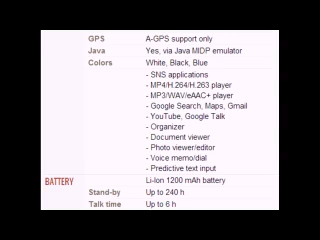 GPS A-GPS support only
Java Yes, via Java MIDP emulator
Colors White, Black, Blue
- SNS applications
- MP4/H.264/H.263 player
- MP3/WAV/eAAC+ player
- Google Search, Maps, Gmail
- YouTube, Google Talk
- Organizer
- Document viewer
- Photo viewer/editor
- Voice memo/dial
- Predictive text input
BATTERY Li-Ion 1200 mAh battery
Stand-by Up to 240 h
Talk time Up to 6 h